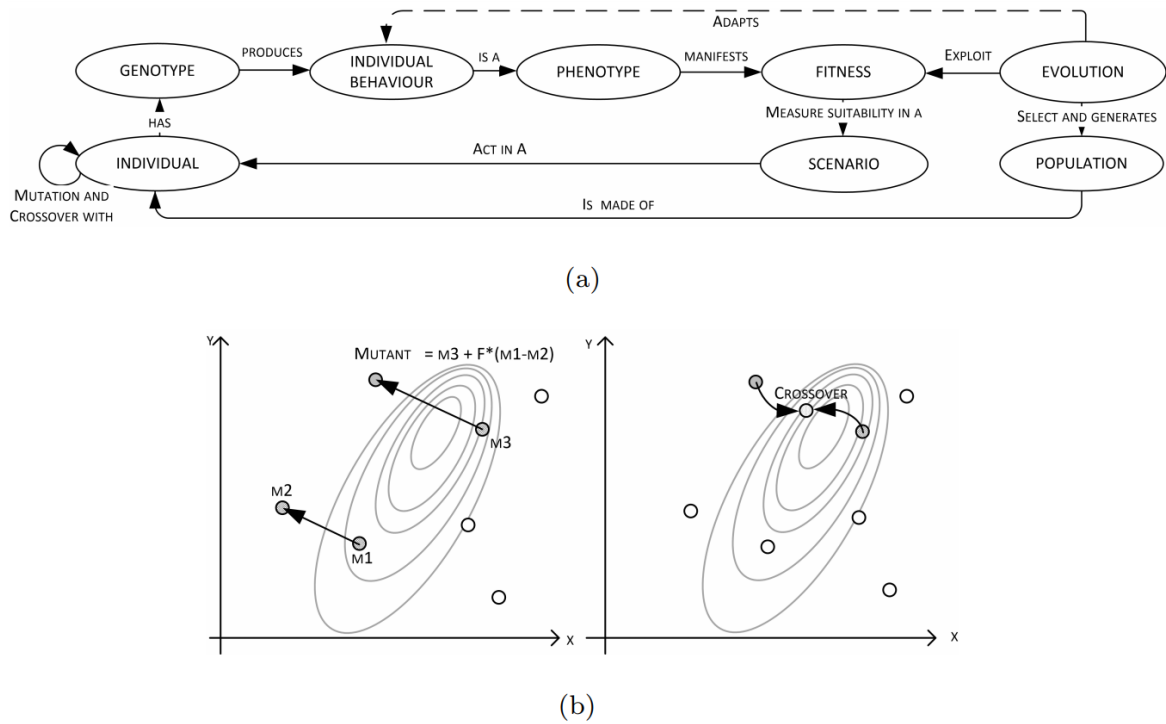 ADAPTS
PRODUCES
IS A
MANIFESTS
EXPLOIT
GENOTYPE
INDIVIDUAL
BEHAVIOUR
PHENOTYPE
FITNESS
EVOLUTION
HAS
MEASURE SUITABILITY IN A
SELECT AND GENERATES
INDIVIDUAL
ACT IN A
SCENARIO
POPULATION
MUTATION AND
CROSSOVER WITH
IS MADE OF
(a)
Y
MUTANT = M3 + F*(M1-M2)
M3
M2
M1
X
Y
CROSSOVER
X
(b)